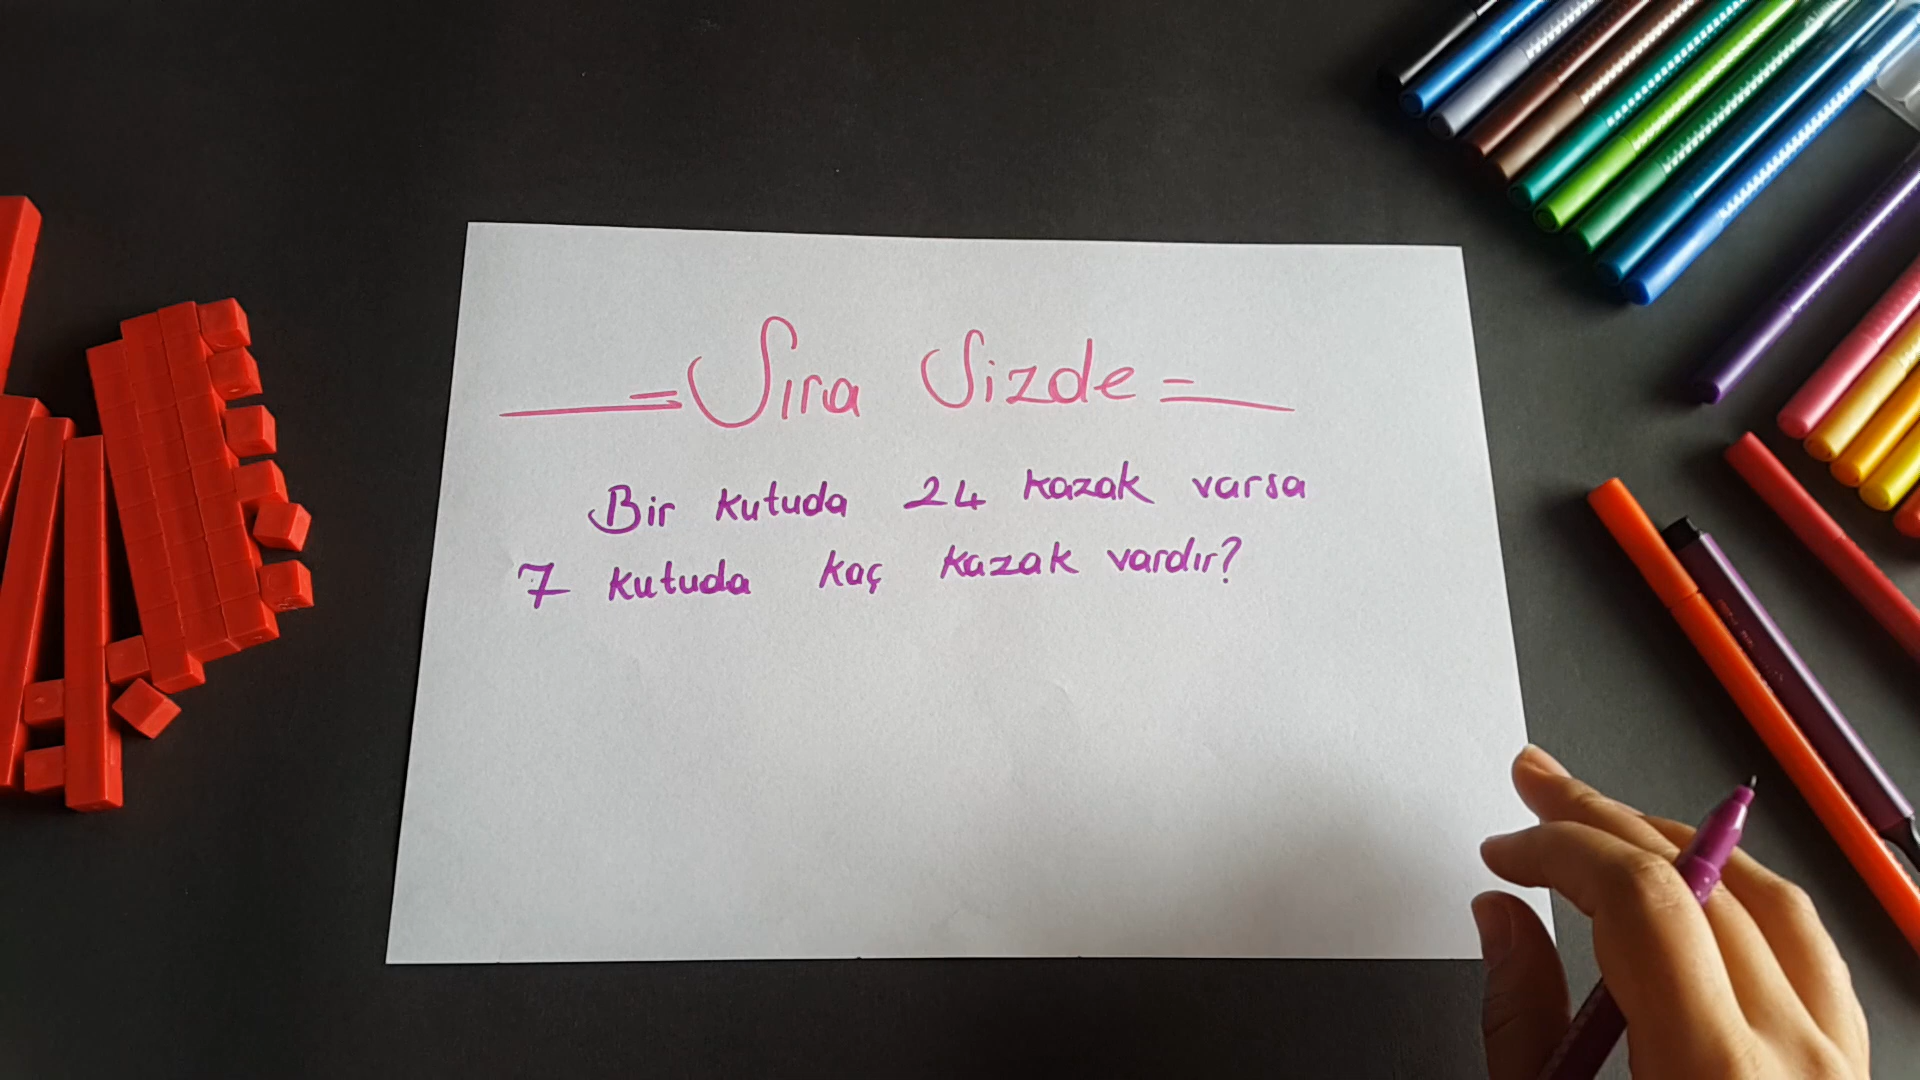 Sıra Sizde
Bir kutuda 24 kazak varsa
7 kutuda kaç kazak vardır?